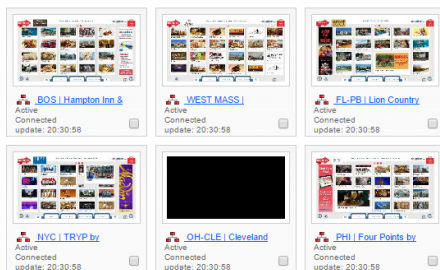 BOS | Hampton Inn &
Active
Connected
update: 20:30:58
WEST MASS |
Active
Connected
update: 20:30:58
FL-PB | Lion Country
Active
Connected
update: 20:30:58
NYC | TRYP by
Active
Connected
update: 20:30:58
OH-CLE | Cleveland
Active
Connected
update: 20:30:58
PHI | Four Points by
Active
Connected
update: 20:30:58